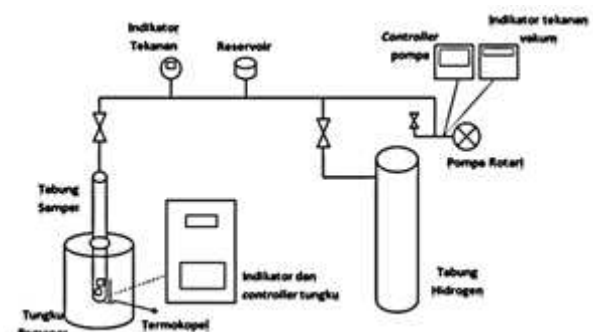 Indikator
Tekanan
Reservoir
Controller
pompa
Indikator tekanan
vakum
Pompa Rotari
Tabung
Sampel
Tabung
Hidrogen
Indikator dan
controller tungku
Termokopel
Tungku